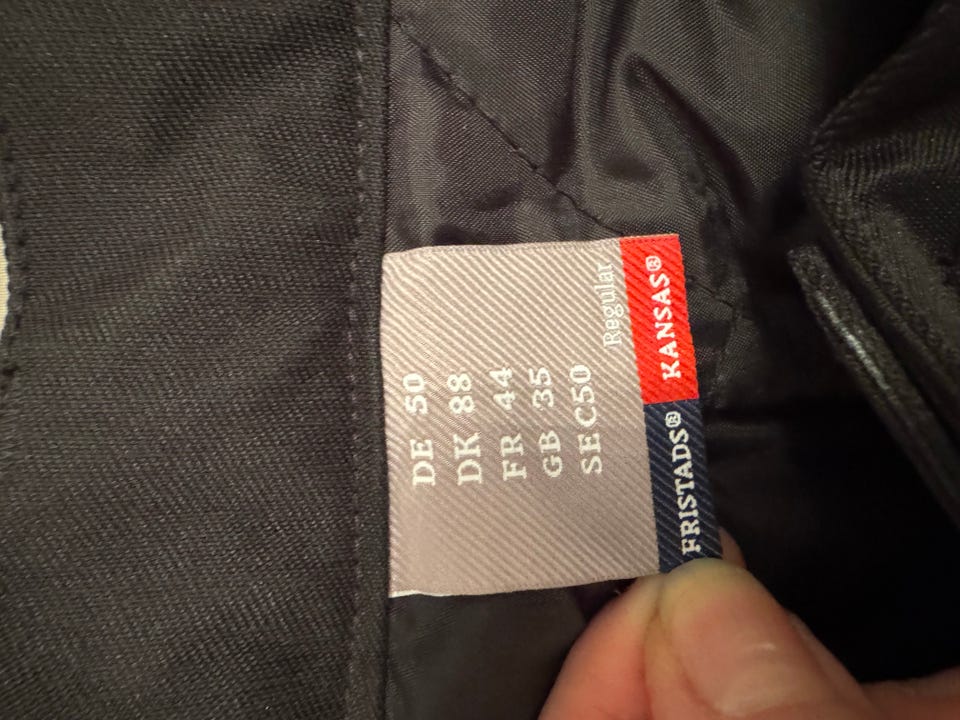 FRISTADS® KANSAS®
Regular
SE C50
GB 35
FR 44
DK 88
DE 50